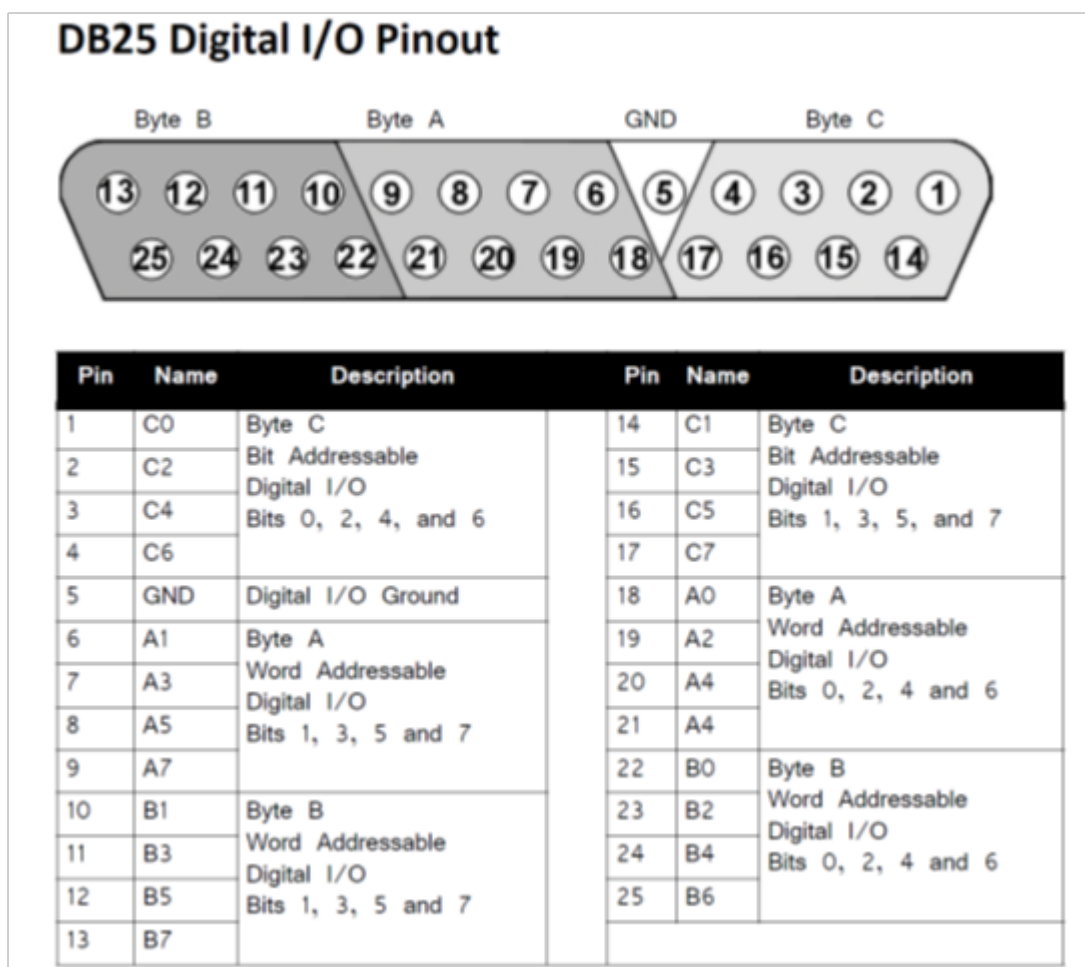 DB25 Digital I/O Pinout
Byte B Byte A GND Byte C
13 12 11 10 9 8 7 6 5 4 3 2 1
25 24 23 22 21 20 19 18 17 16 15 14
Pin Name Description Pin Name Description
1 C0 Byte C 14 C1 Byte C
Bit Addressable Bit Addressable
2 C2 15 C3
Digital I/O Digital I/O
3 C4 Bits 0, 2, 4, and 6 16 C5 Bits 1, 3, 5, and 7
4 C6 17 C7
5 GND Digital I/O Ground 18 A0 Byte A
Word Addressable
6 A1 Byte A 19 A2
Digital I/O
7 A3 Word Addressable 20 A4 Bits 0, 2, 4 and 6
Digital I/O
8 A5 Bits 1, 3, 5 and 7 21 A4
9 A7 22 B0 Byte B
Word Addressable
10 B1 Byte B 23 B2
Digital I/O
11 B3 Word Addressable 24 B4 Bits 0, 2, 4 and 6
Digital I/O
12 B5 Bits 1, 3, 5 and 7 25 B6
13 B7